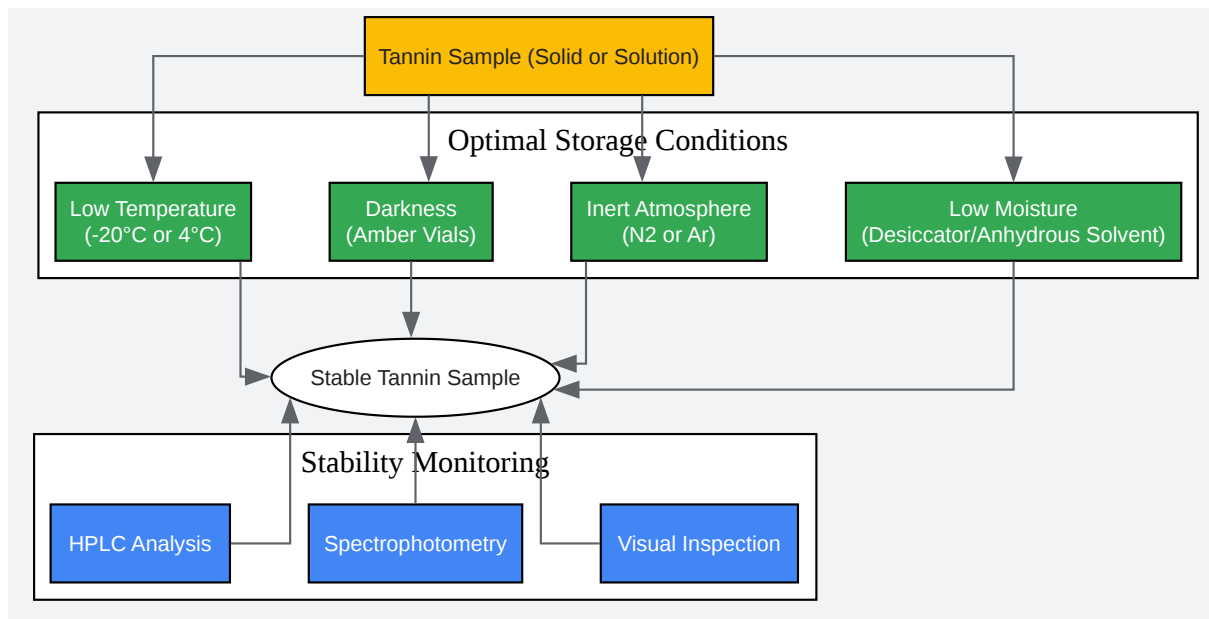 Tannin Sample (Solid or Solution)
Optimal Storage Conditions
Low Temperature
(-20°C or 4°C)
Darkness
(Amber Vials)
Inert Atmosphere
(N2 or Ar)
Low Moisture
(Desiccator/Anhydrous Solvent)
Stable Tannin Sample
Stability Monitoring
HPLC Analysis
Spectrophotometry
Visual Inspection